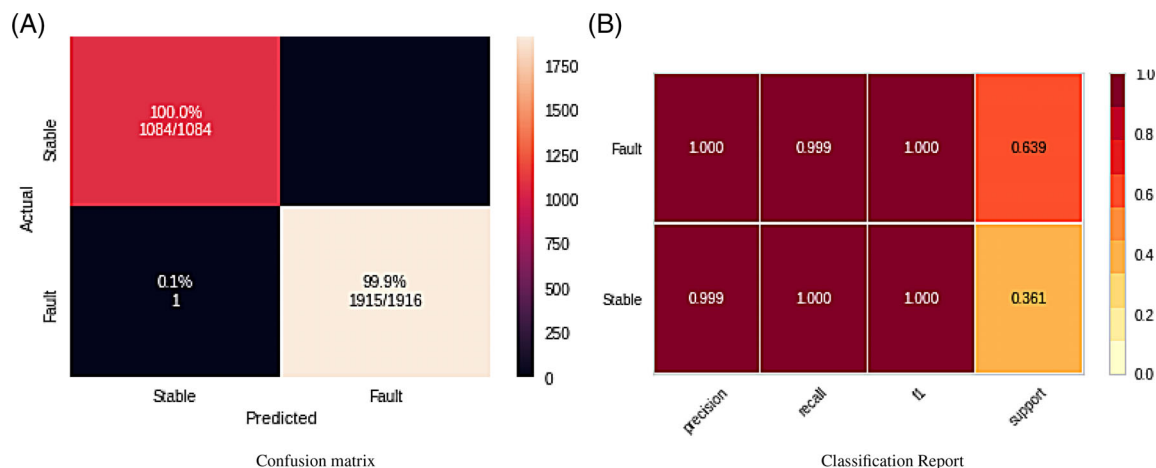 (A)
Stable
Fault
Actual
100.0%
1084/1084
0.1%
1
99.9%
1915/1916
Stable
Fault
Predicted
1750
1500
1250
1000
750
500
250
0
Confusion matrix
(B)
Fault
Stable
1.000
0.999
1.000
0.639
0.999
1.000
1.000
0.361
precision
recall
f1
support
1.0
0.8
0.6
0.4
0.2
0.0
Classification Report